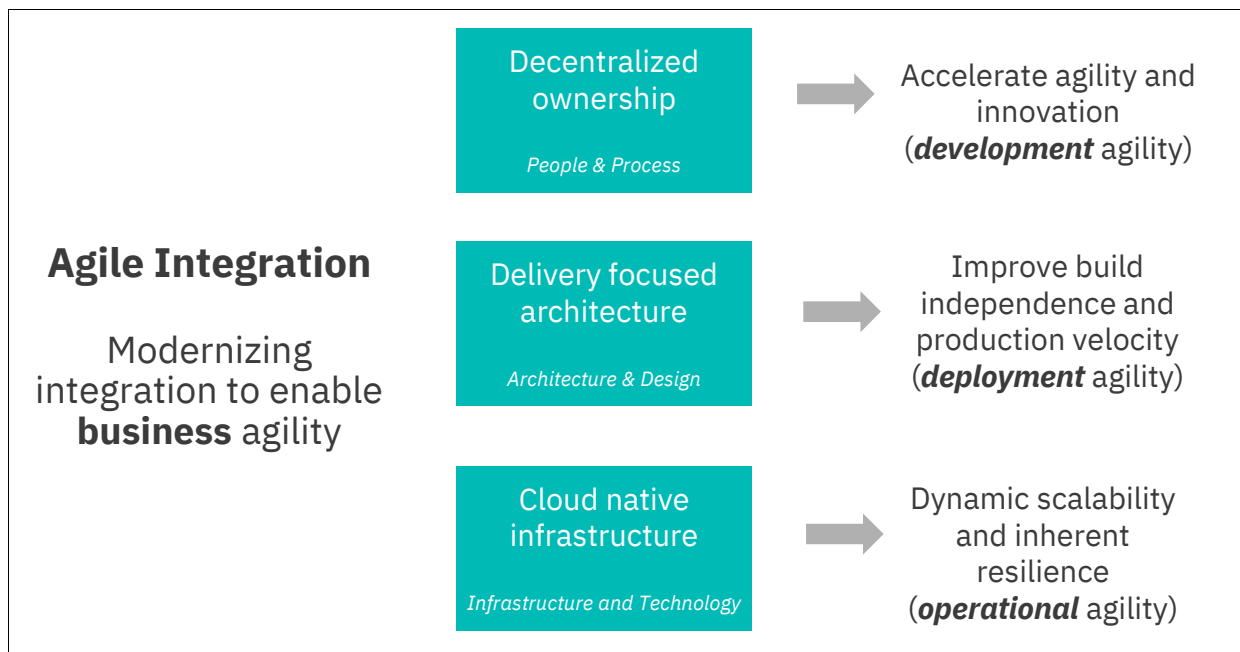 Agile Integration
Modernizing
integration to enable
business agility
Decentralized
ownership
People & Process
Accelerate agility and
innovation
(development agility)
Delivery focused
architecture
Architecture & Design
Improve build
independence and
production velocity
(deployment agility)
Cloud native
infrastructure
Infrastructure and Technology
Dynamic scalability
and inherent
resilience
(operational agility)